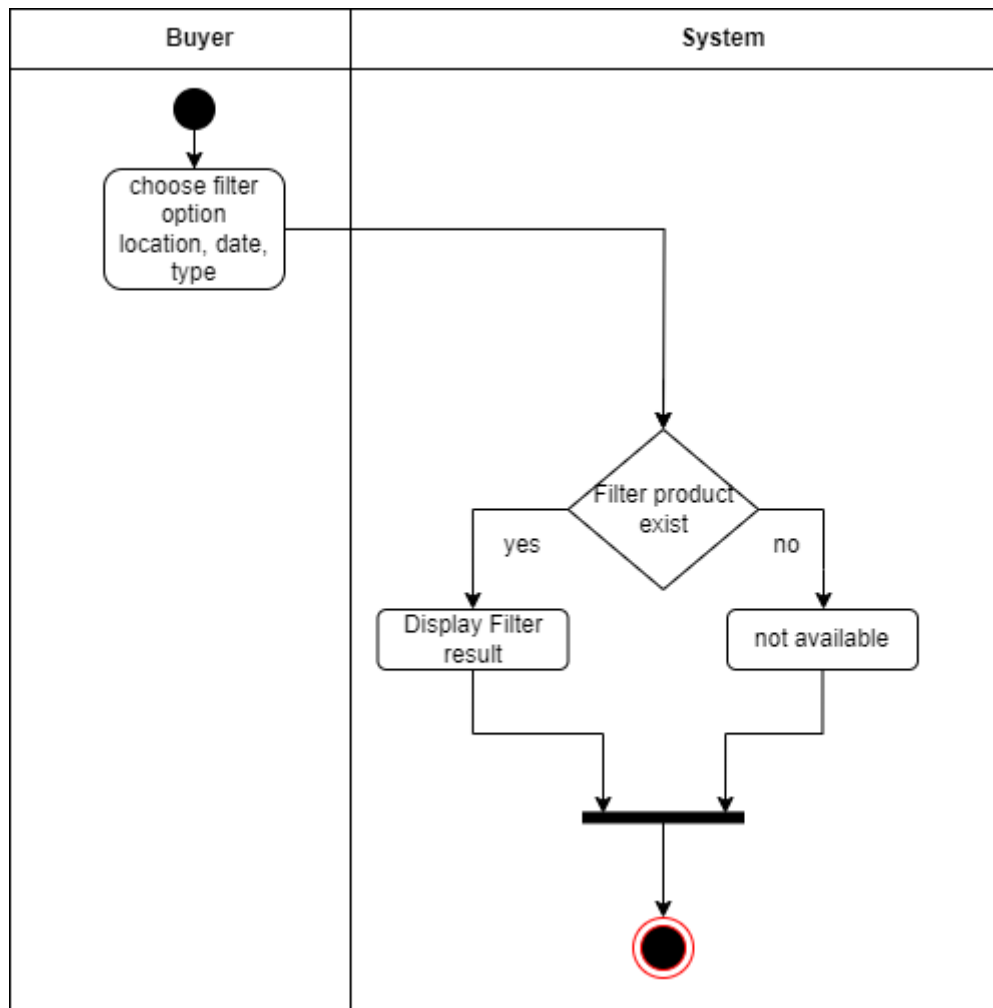 Buyer
System
choose filter
option
location, date,
type
Filter product
exist
yes
no
Display Filter
result
not available